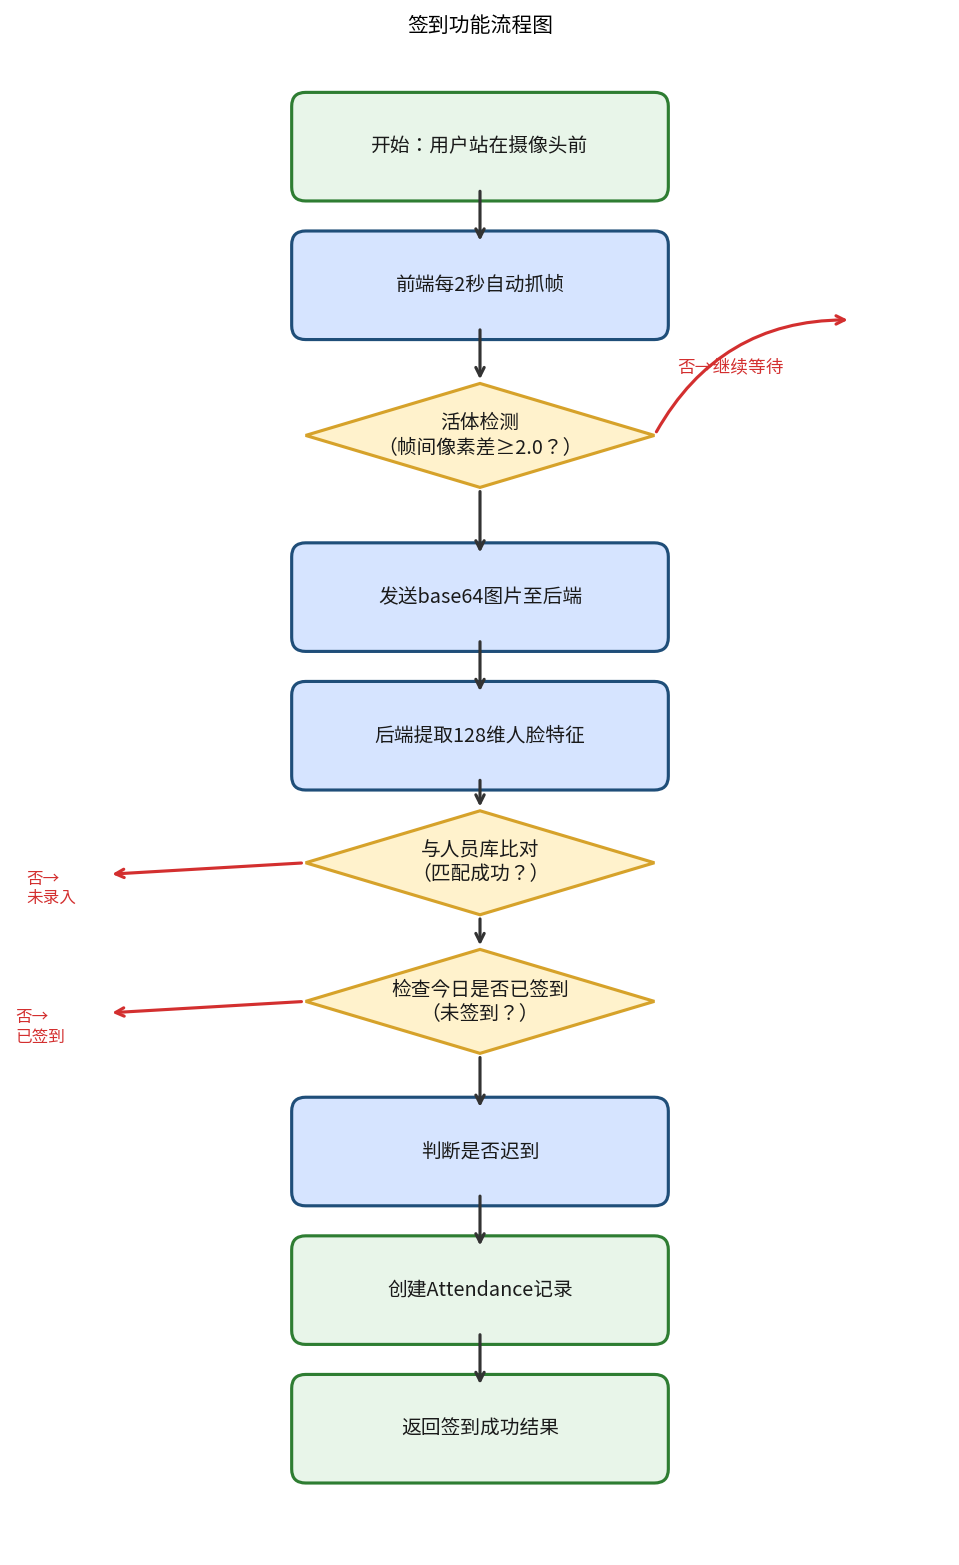 签到功能流程图
开始：用户站在摄像头前
前端每2秒自动抓帧
否→继续等待
活体检测
（帧间像素差≥2.0？）
发送base64图片至后端
后端提取128维人脸特征
与人员库比对
（匹配成功？）
否→
未录入
检查今日是否已签到
（未签到？）
否→
已签到
判断是否迟到
创建Attendance记录
返回签到成功结果